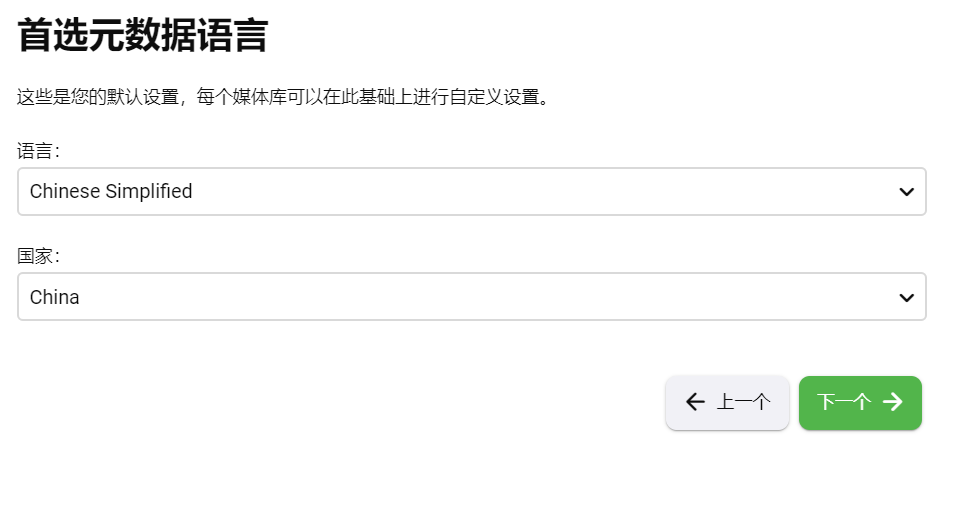 首选元数据语言
这些是您的默认设置，每个媒体库可以在此基础上进行自定义设置。
语言：
Chinese Simplified
国家：
China
上一个
下一个